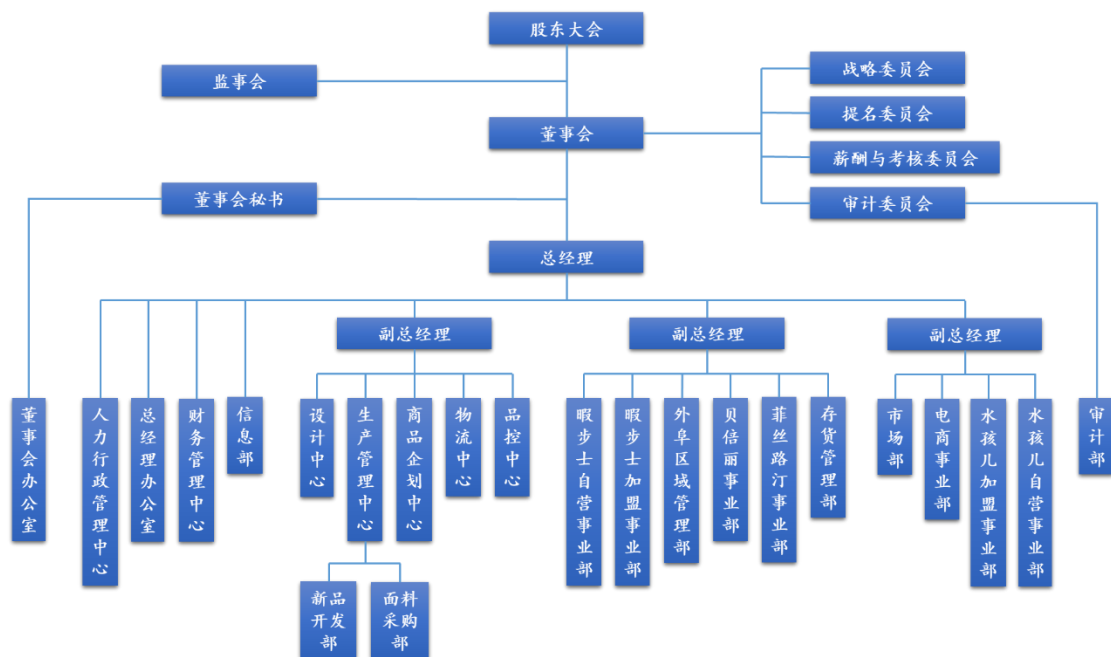 股东大会
监事会
战略委员会
提名委员会
董事会
薪酬与考核委员会
董事会秘书
审计委员会
总经理
副总经理
副总经理
副总经理
董事会办公室
人力行政管理中心
总经理办公室
财务管理中心
信息部
设计中心
生产管理中心
商品企划中心
物流中心
品控中心
暇步士自营事业部
暇步士加盟事业部
外阜区域管理部
贝倍丽事业部
菲丝路汀事业部
存货管理部
市场部
电商事业部
水孩儿加盟事业部
水孩儿自营事业部
审计部
新品
开发
部
面料
采购
部